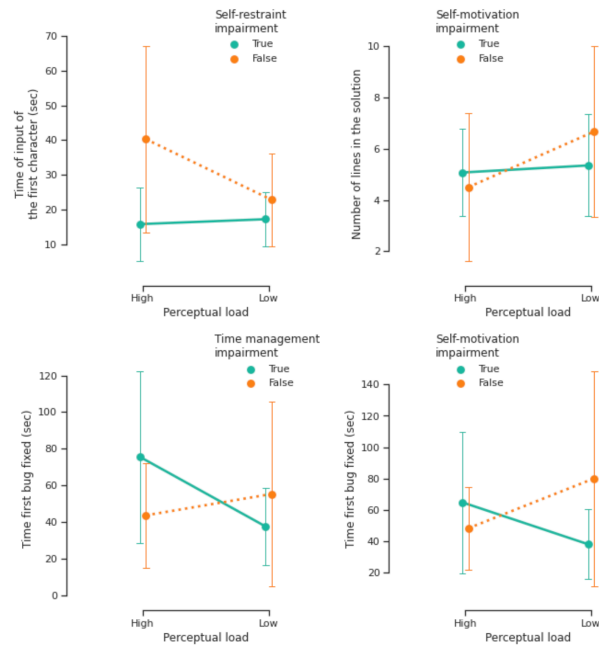 Self-restraint
impairment
True
False
70
60
50
40
30
20
10
Time of input of
the first character (sec)
High
Low
Perceptual load
Self-motivation
impairment
True
False
10
8
6
4
2
Number of lines in the solution
High
Low
Perceptual load
Time management
impairment
True
False
120
100
80
60
40
20
0
Time first bug fixed (sec)
High
Low
Perceptual load
Self-motivation
impairment
True
False
140
120
100
80
60
40
20
Time first bug fixed (sec)
High
Low
Perceptual load